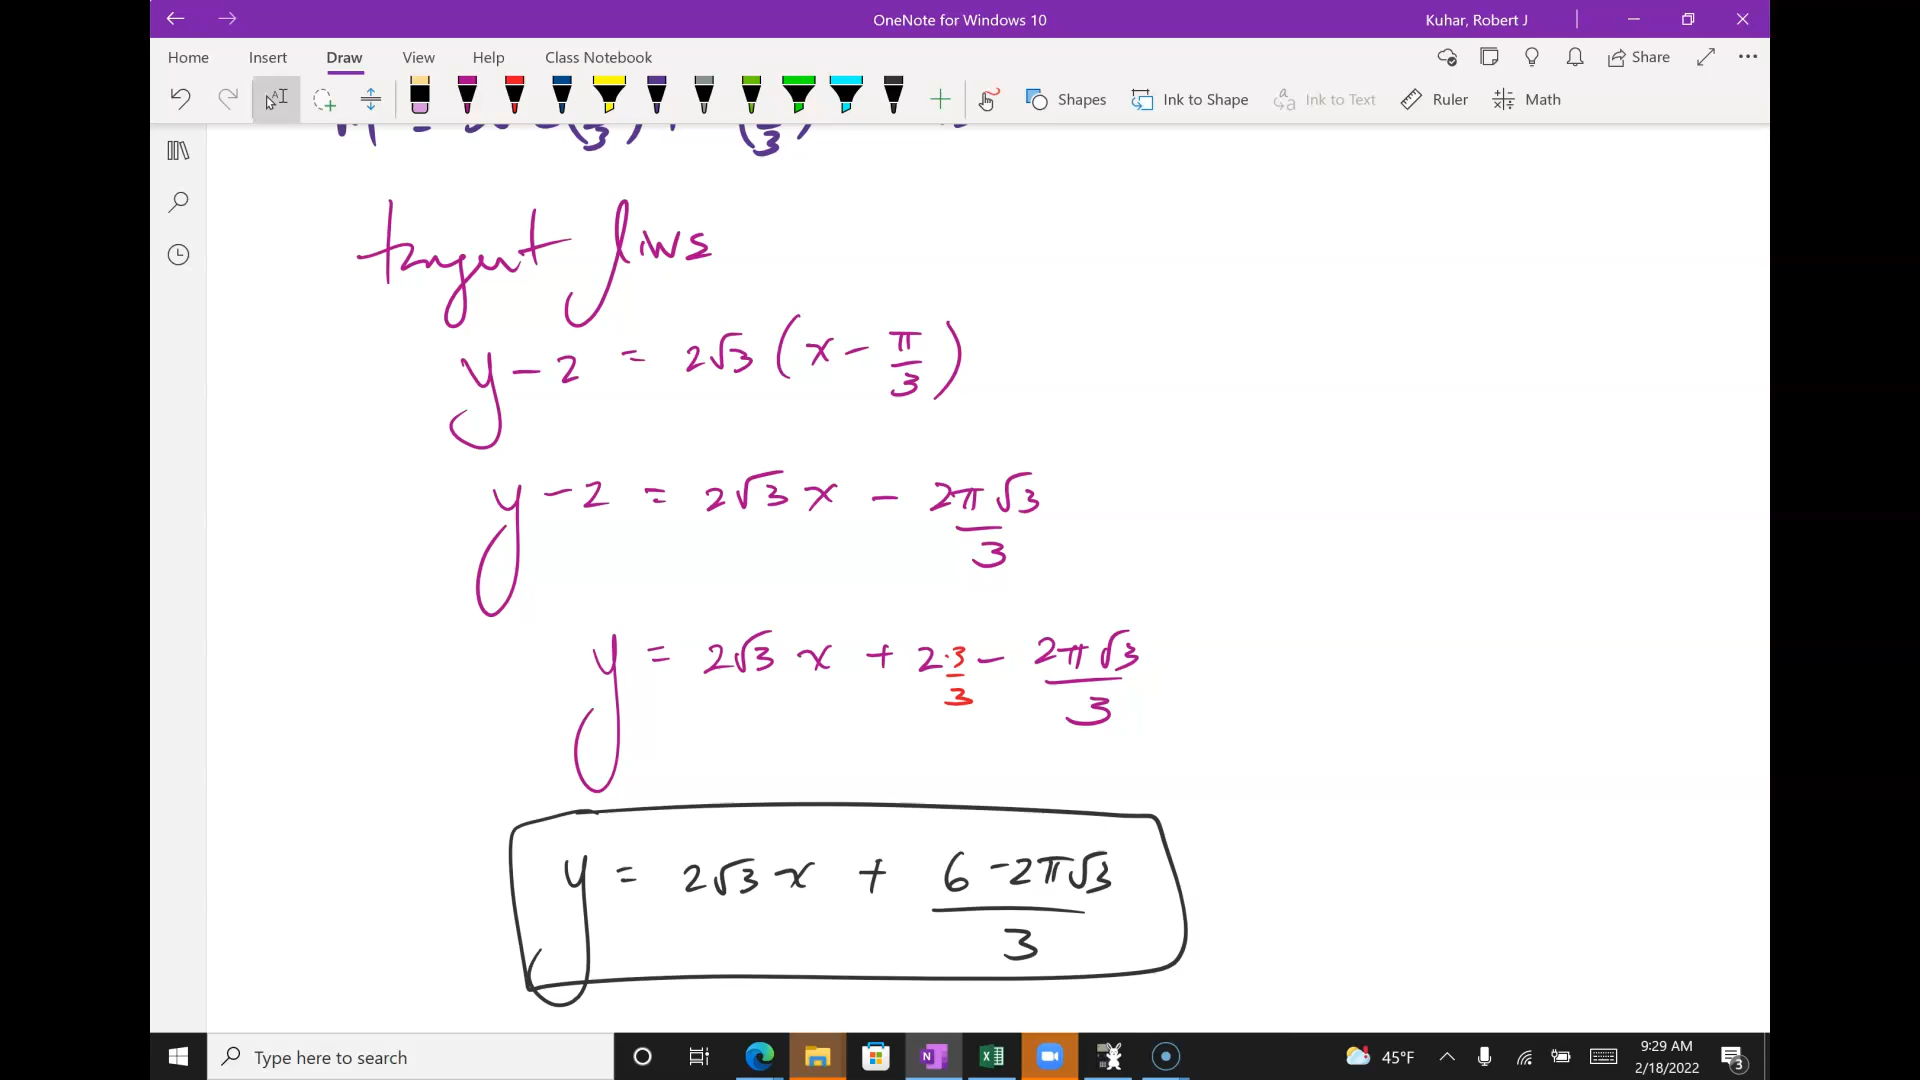 OneNote for Windows 10
Kuhar, Robert J
Home Insert Draw View Help Class Notebook
Share
Shapes Ink to Shape Ink to Text Ruler Math
tangent line
y - 2 = 2√3 (x - π/3)
y - 2 = 2√3 x - 2π√3/3
y = 2√3 x + 2·3/3 - 2π√3/3
y = 2√3 x + (6 - 2π√3)/3
Type here to search
45°F
9:29 AM
2/18/2022
3